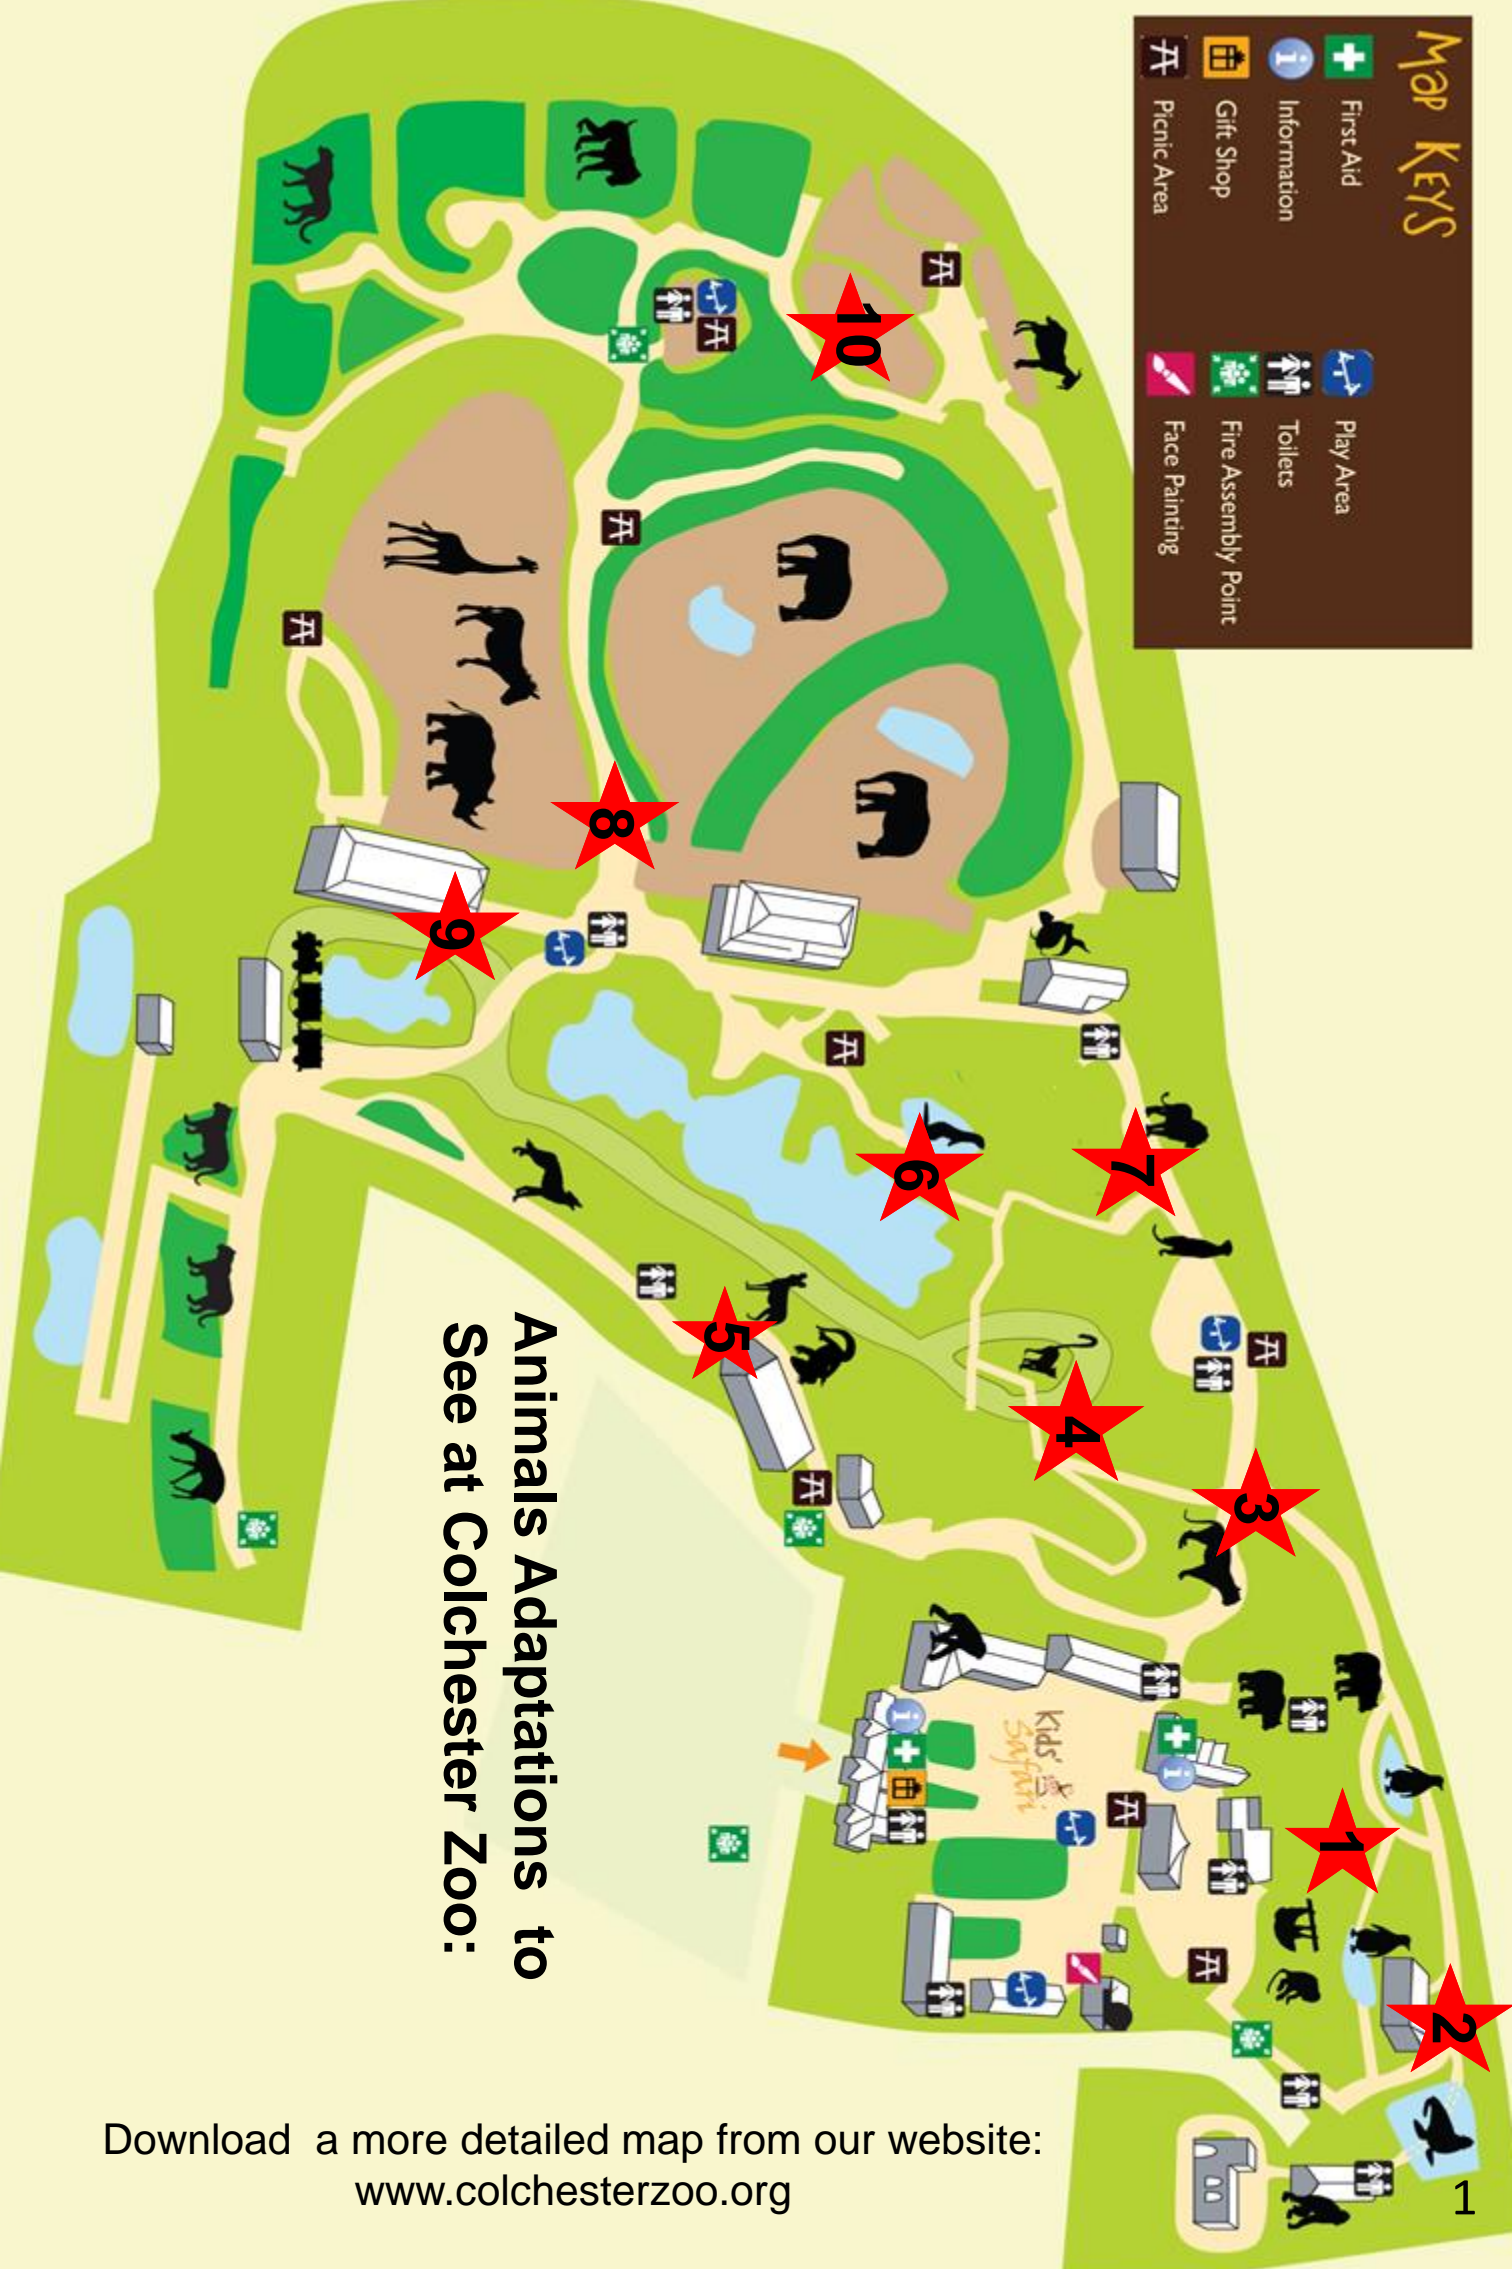 Map Keys
First Aid
Information
Gift Shop
Picnic Area
Play Area
Toilets
Fire Assembly Point
Face Painting
10
8
9
7
6
5
4
3
Kids'
Safari
1
2
Animals Adaptations to
See at Colchester Zoo:
Download a more detailed map from our website:
www.colchesterzoo.org
1